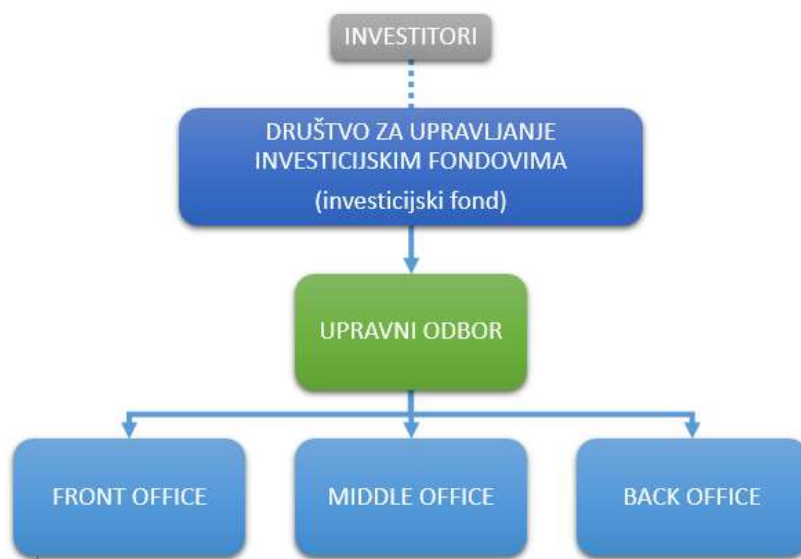 INVESTITORI
DRUŠTVO ZA UPRAVLJANJE
INVESTICIJSKIM FONDOVIMA
(investicijski fond)
UPRAVNI ODBOR
FRONT OFFICE
MIDDLE OFFICE
BACK OFFICE